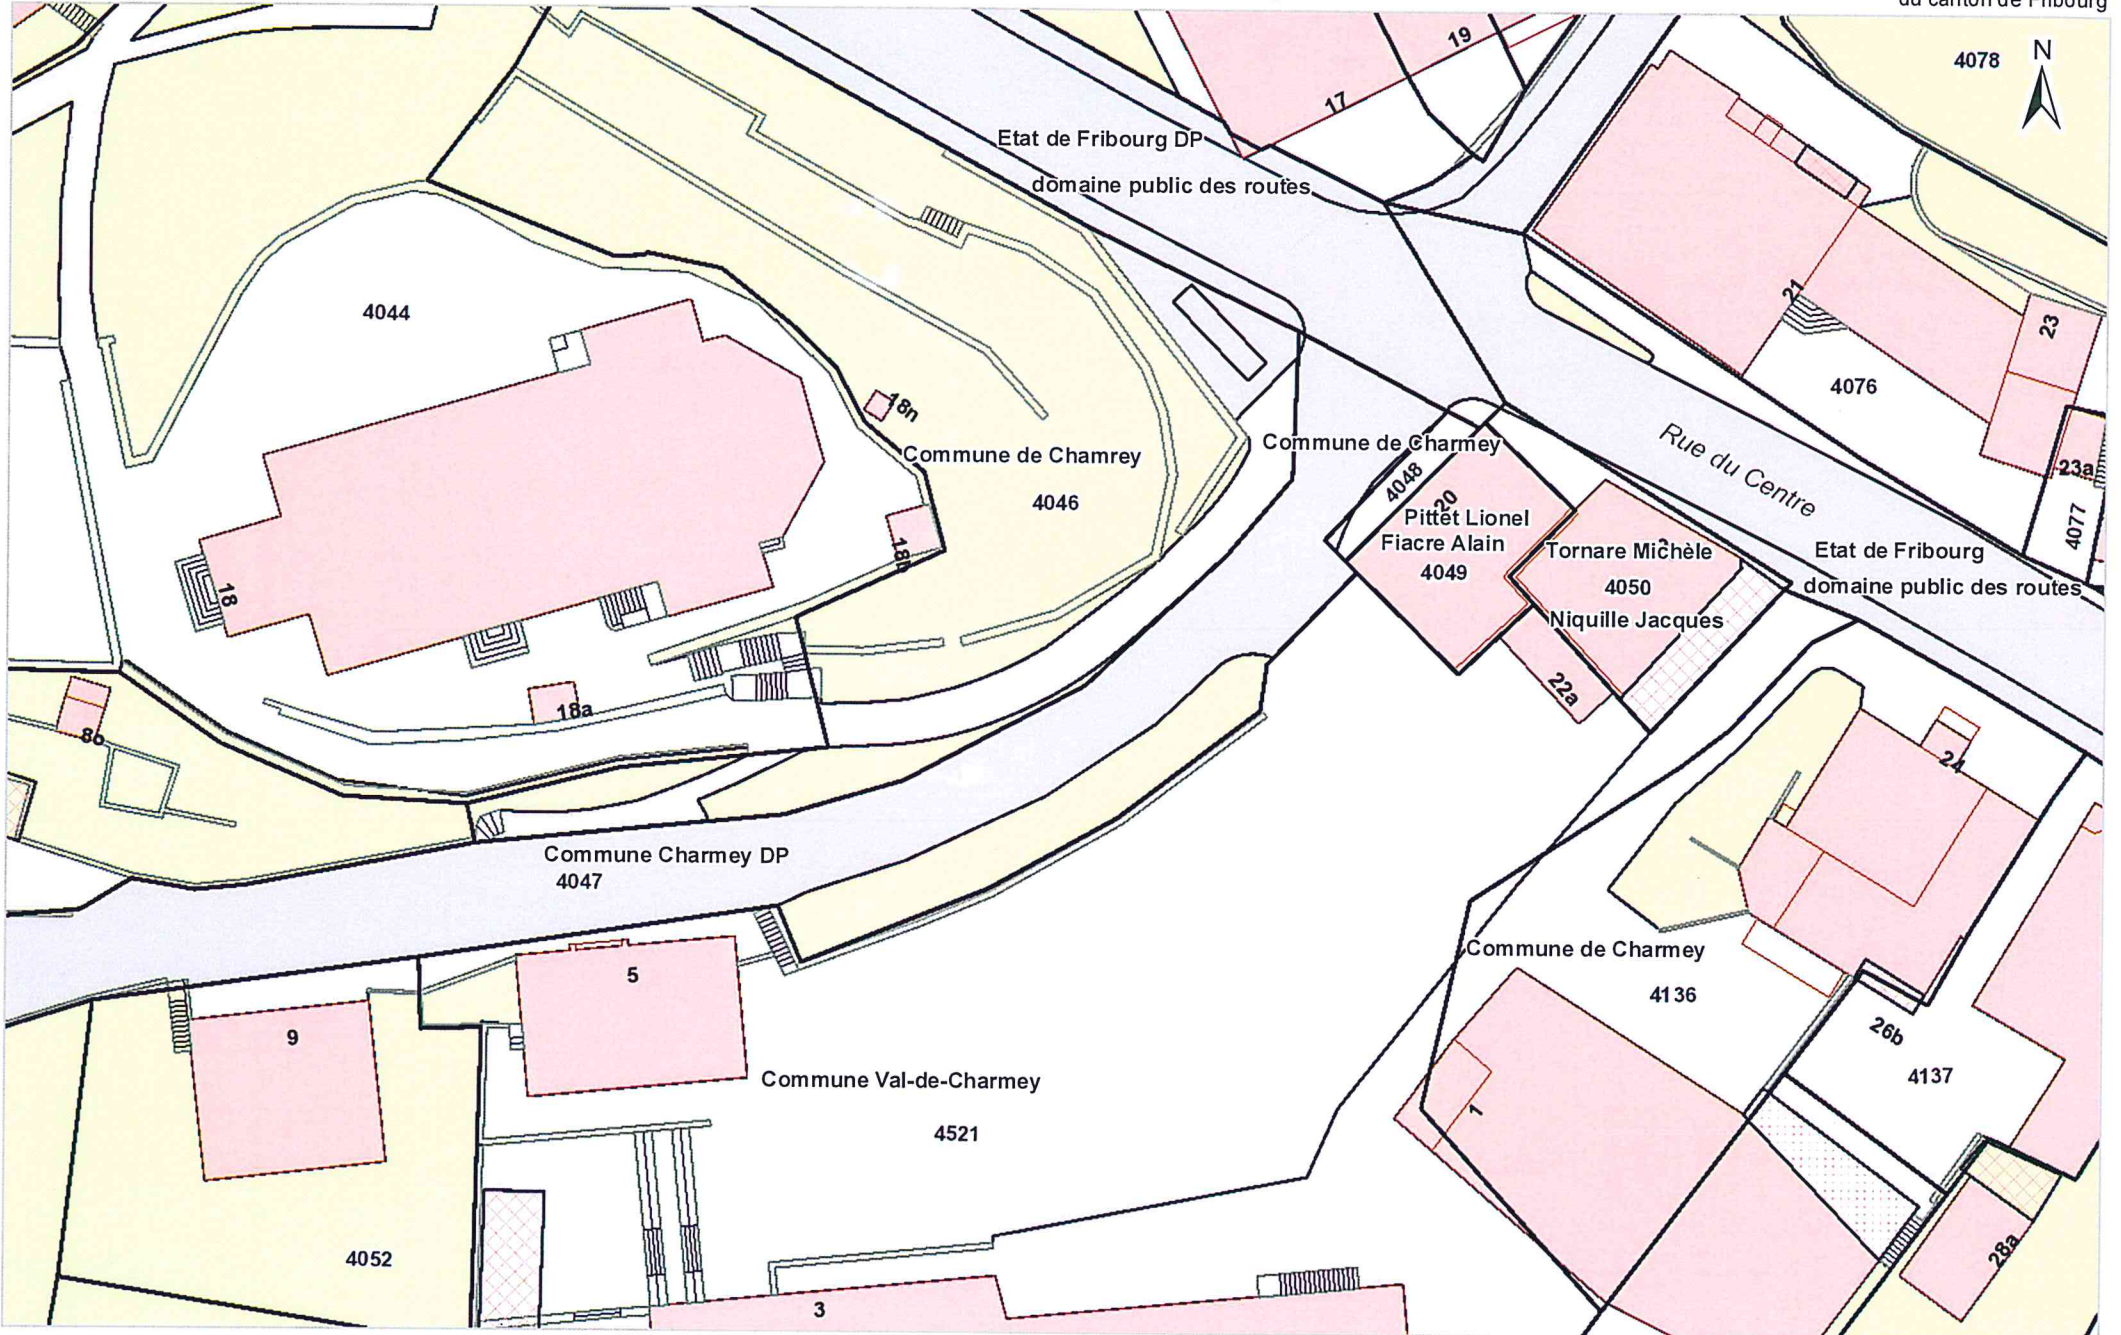 du canton de Fribourg
19
4078
N
17
Etat de Fribourg DP
domaine public des routes
4044
21
23
4076
18n
Commune de Chamrey
4046
Commune de Charmey
4048
20
Rue du Centre
23a
4077
Pittet Lionel
Fiacre Alain
4049
Tornare Michèle
4050
Niquille Jacques
Etat de Fribourg
domaine public des routes
18
18a
22a
24
Commune Charmey DP
4047
Commune de Charmey
4136
5
9
26b
4137
Commune Val-de-Charmey
4521
1
4052
28a
3